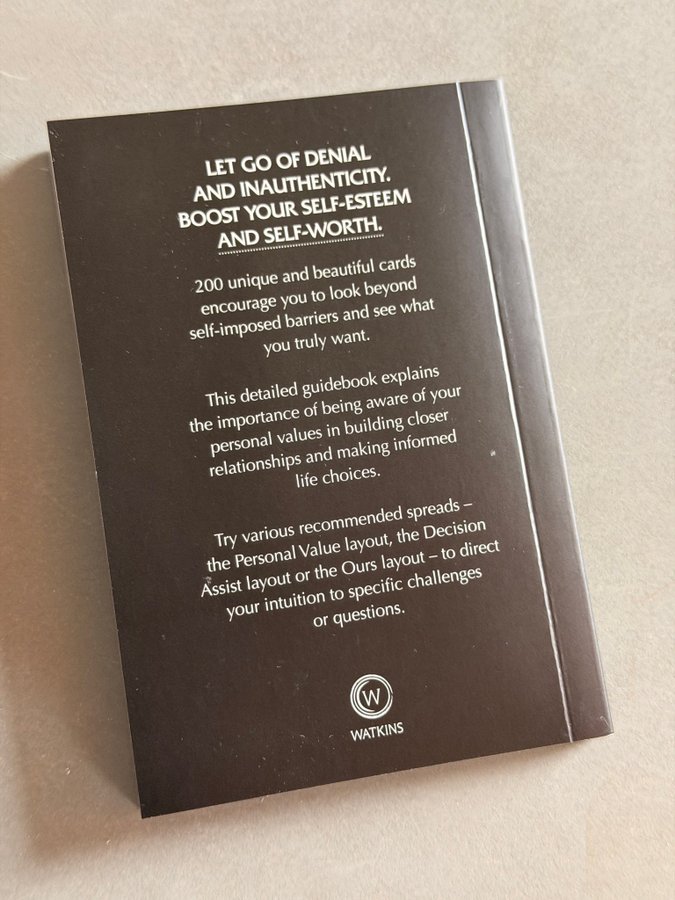 LET GO OF DENIAL
AND INAUTHENTICITY.
BOOST YOUR SELF-ESTEEM
AND SELF-WORTH.
200 unique and beautiful cards
encourage you to look beyond
self-imposed barriers and see what
you truly want.
This detailed guidebook explains
the importance of being aware of your
personal values in building closer
relationships and making informed
life choices.
Try various recommended spreads –
the Personal Value layout, the Decision
Assist layout or the Ours layout – to direct
your intuition to specific challenges
or questions.
W
WATKINS